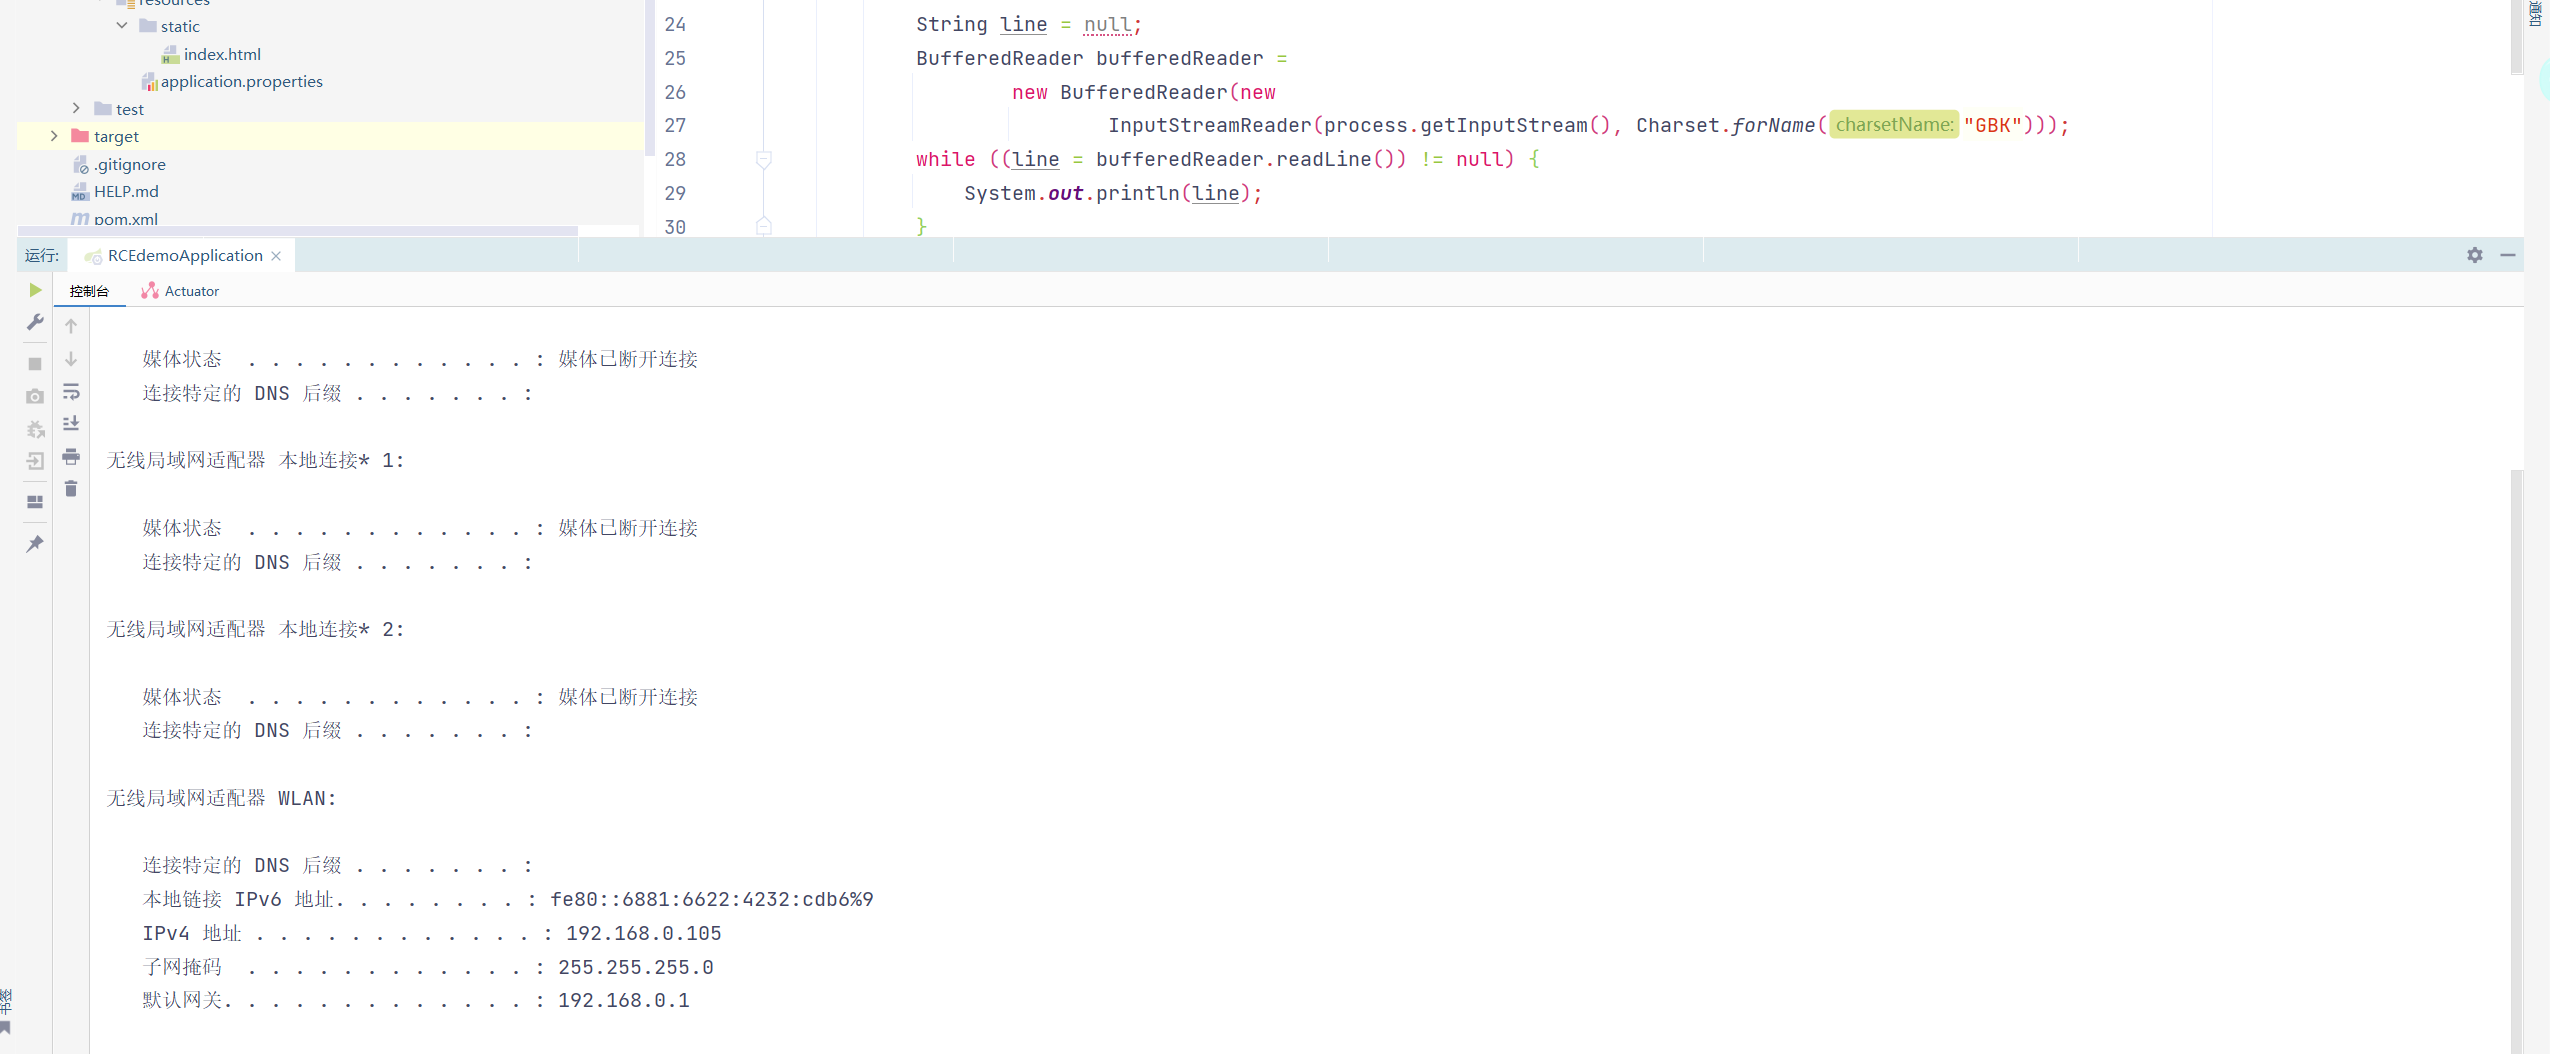 resources
static
index.html
application.properties
test
target
.gitignore
HELP.md
pom.xml
24 String line = null;
25 BufferedReader bufferedReader =
26 new BufferedReader(new
27 InputStreamReader(process.getInputStream(), Charset.forName( charsetName: "GBK")));
28 while ((line = bufferedReader.readLine()) != null) {
29 System.out.println(line);
30 }
通知
运行: RCEdemoApplication
控制台 Actuator
媒体状态 . . . . . . . . . . . . . : 媒体已断开连接
连接特定的 DNS 后缀 . . . . . . . :
无线局域网适配器 本地连接* 1:
媒体状态 . . . . . . . . . . . . . : 媒体已断开连接
连接特定的 DNS 后缀 . . . . . . . :
无线局域网适配器 本地连接* 2:
媒体状态 . . . . . . . . . . . . . : 媒体已断开连接
连接特定的 DNS 后缀 . . . . . . . :
无线局域网适配器 WLAN:
连接特定的 DNS 后缀 . . . . . . . :
本地链接 IPv6 地址. . . . . . . . : fe80::6881:6622:4232:cdb6%9
IPv4 地址 . . . . . . . . . . . . : 192.168.0.105
子网掩码 . . . . . . . . . . . . . : 255.255.255.0
默认网关. . . . . . . . . . . . . . : 192.168.0.1
书签